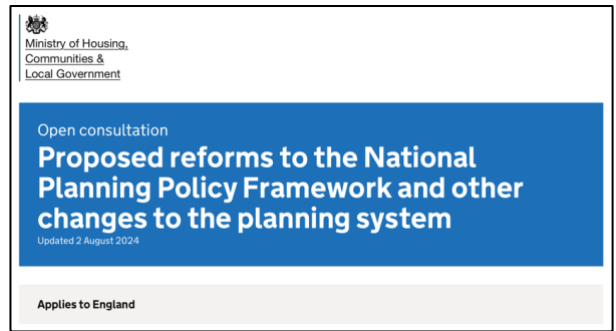 Ministry of Housing,
Communities &
Local Government
Open consultation
Proposed reforms to the National
Planning Policy Framework and other
changes to the planning system
Updated 2 August 2024
Applies to England